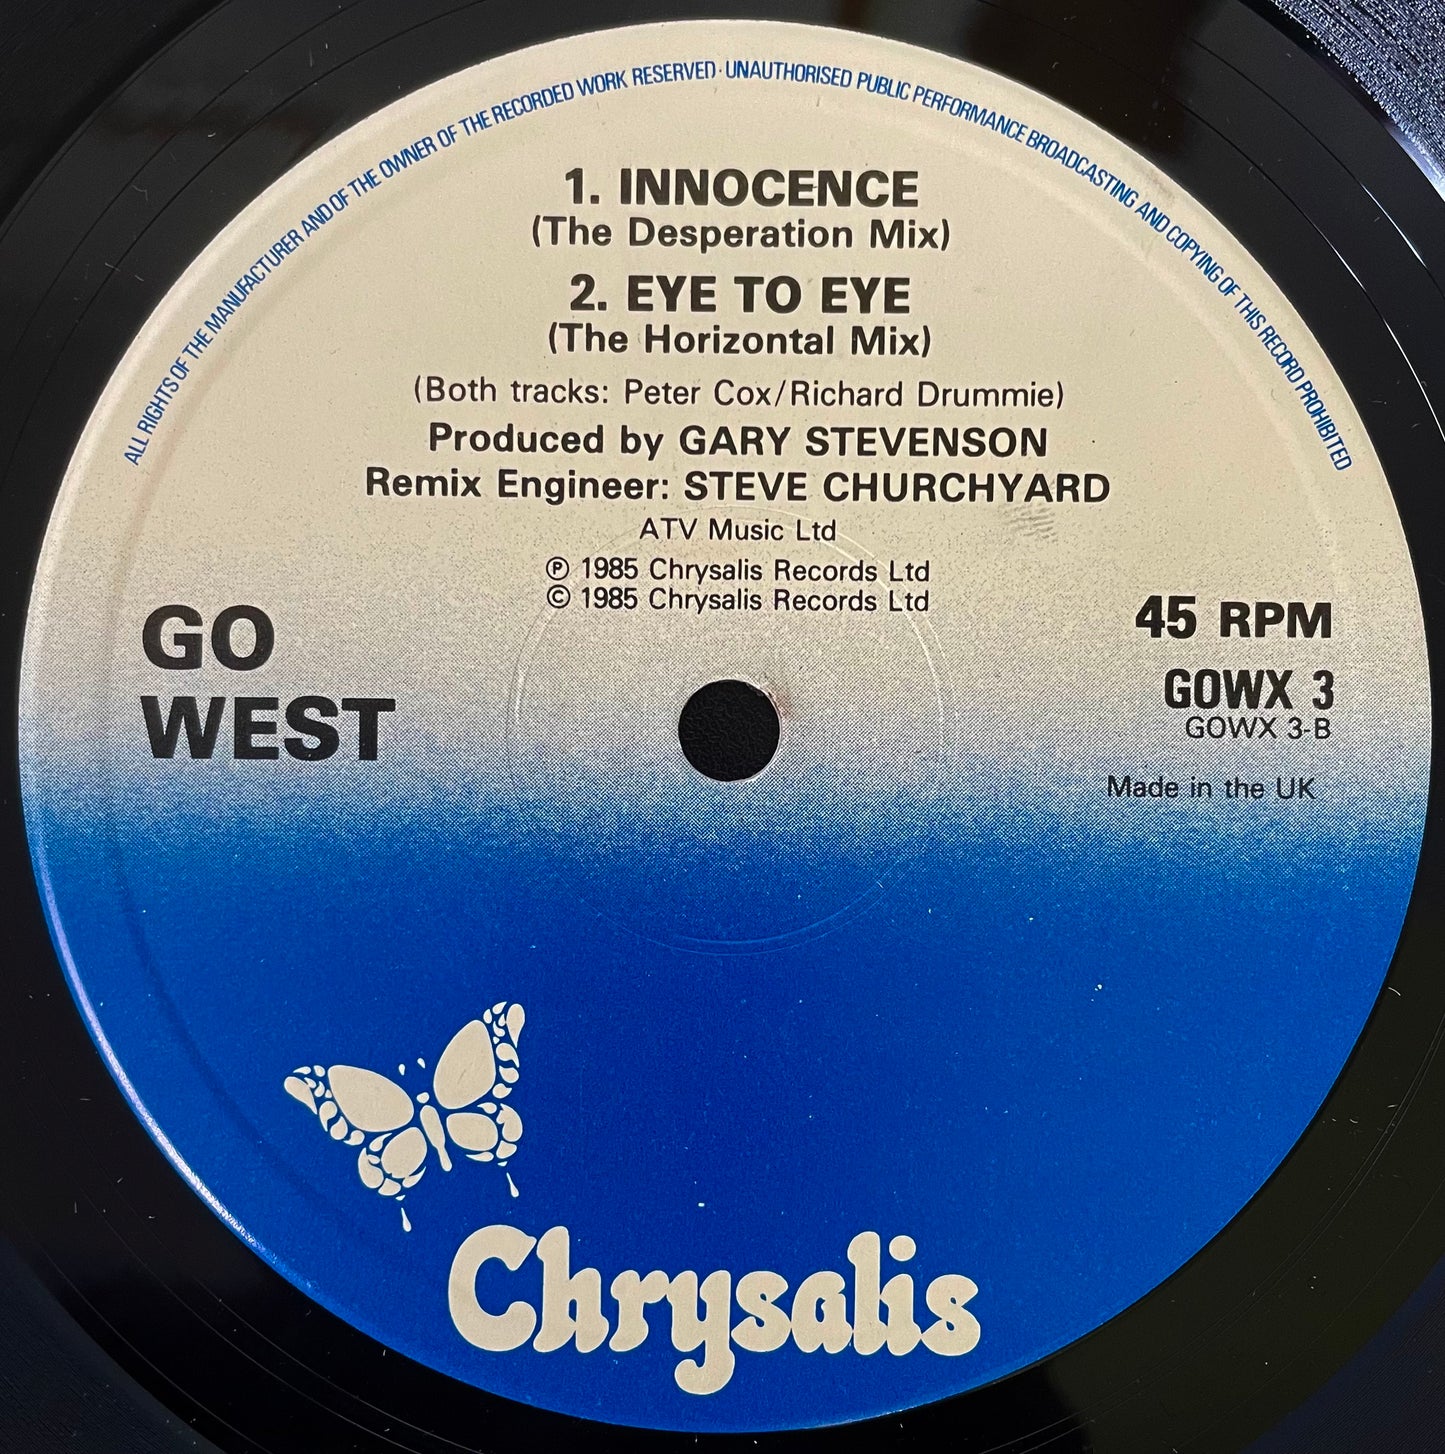 ALL RIGHTS OF THE MANUFACTURER AND OF THE OWNER OF THE RECORDED WORK RESERVED · UNAUTHORISED PUBLIC PERFORMANCE BROADCASTING AND COPYING OF THIS RECORD PROHIBITED
1. INNOCENCE
(The Desperation Mix)
2. EYE TO EYE
(The Horizontal Mix)
(Both tracks: Peter Cox/Richard Drummie)
Produced by GARY STEVENSON
Remix Engineer: STEVE CHURCHYARD
ATV Music Ltd
Ⓟ 1985 Chrysalis Records Ltd
© 1985 Chrysalis Records Ltd
GO
WEST
45 RPM
GOWX 3
GOWX 3-B
Made in the UK
Chrysalis